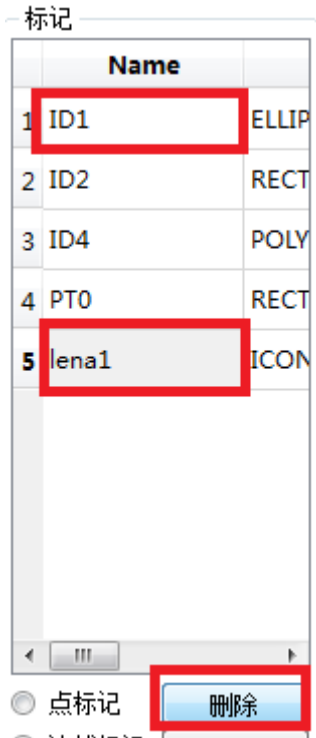 标记
Name
1 ID1 ELLIP
2 ID2 RECT
3 ID4 POLY
4 PT0 RECT
5 lena1 ICON
点标记 删除